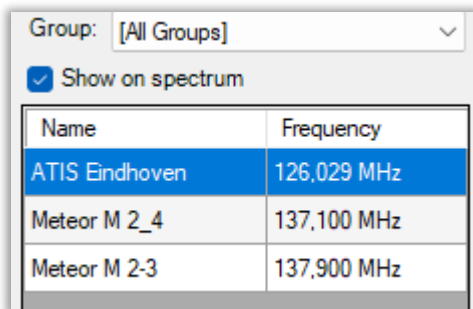 Group: [All Groups]
Show on spectrum
Name Frequency
ATIS Eindhoven 126,029 MHz
Meteor M 2_4 137,100 MHz
Meteor M 2-3 137,900 MHz